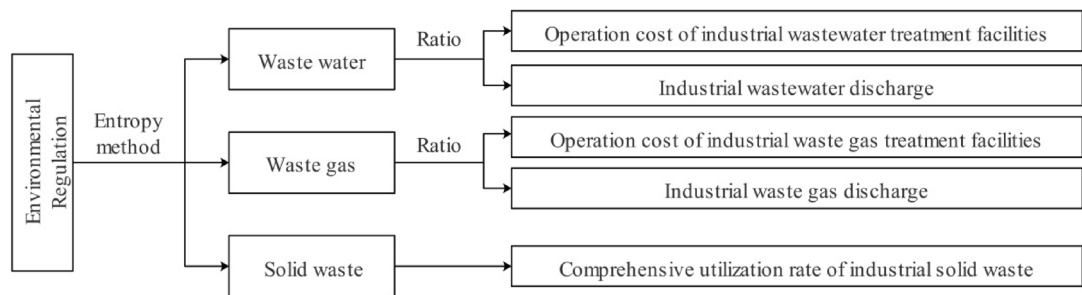 Environmental
Regulation
Entropy
method
Waste water
Ratio
Operation cost of industrial wastewater treatment facilities
Industrial wastewater discharge
Waste gas
Ratio
Operation cost of industrial waste gas treatment facilities
Industrial waste gas discharge
Solid waste
Comprehensive utilization rate of industrial solid waste